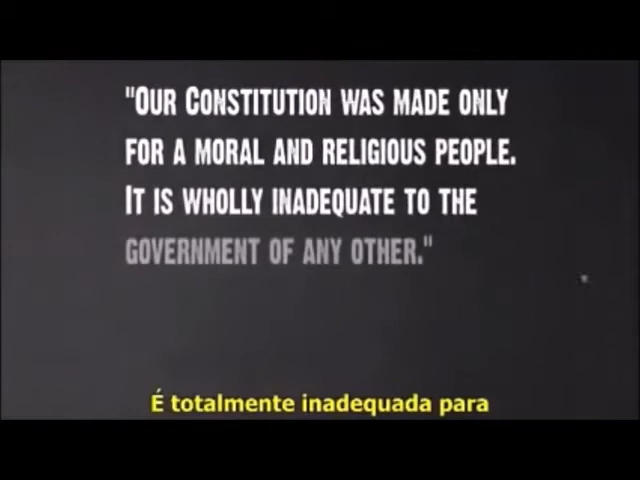 "Our Constitution was made only
for a moral and religious people.
It is wholly inadequate to the
government of any other."
É totalmente inadequada para